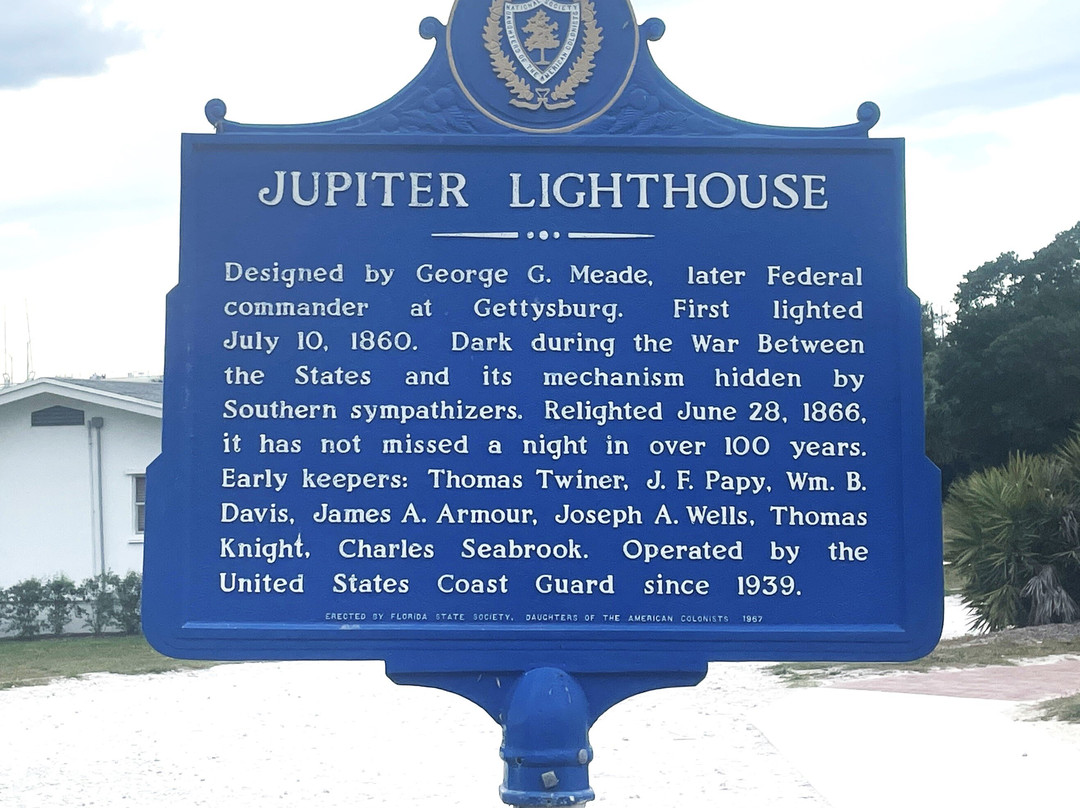 NATIONAL SOCIETY
DAUGHTERS OF THE AMERICAN COLONISTS
JUPITER LIGHTHOUSE
Designed by George G. Meade, later Federal
commander at Gettysburg. First lighted
July 10, 1860. Dark during the War Between
the States and its mechanism hidden by
Southern sympathizers. Relighted June 28, 1866,
it has not missed a night in over 100 years.
Early keepers: Thomas Twiner, J. F. Papy, Wm. B.
Davis, James A. Armour, Joseph A. Wells, Thomas
Knight, Charles Seabrook. Operated by the
United States Coast Guard since 1939.
ERECTED BY FLORIDA STATE SOCIETY, DAUGHTERS OF THE AMERICAN COLONISTS 1967